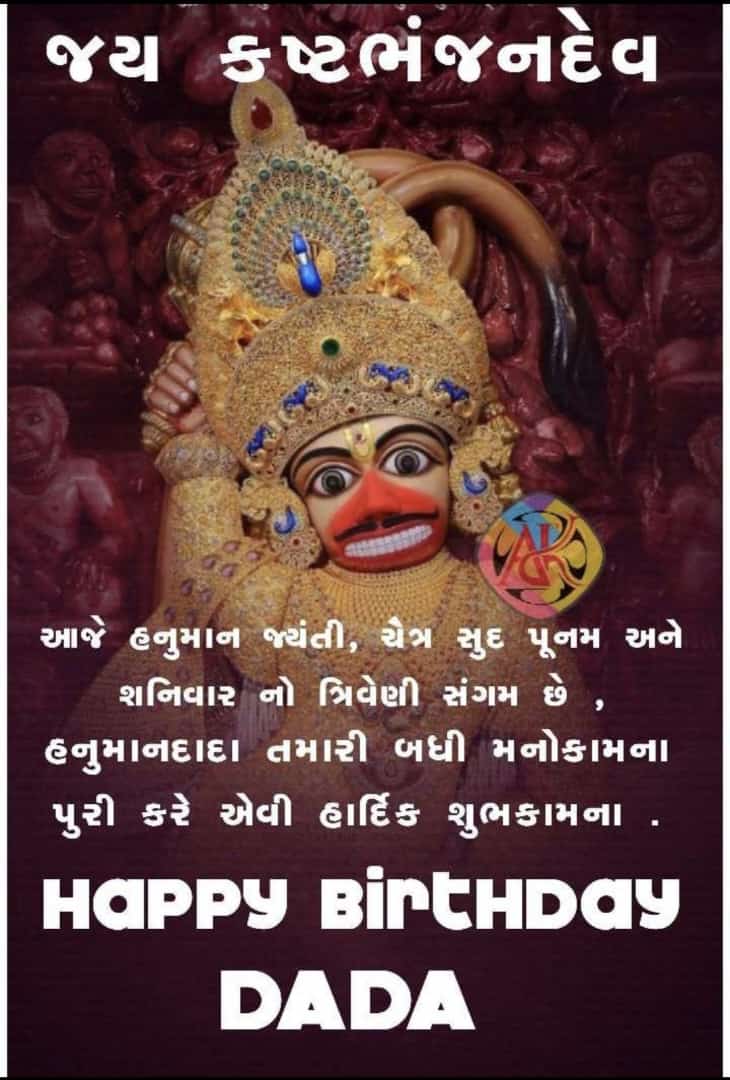 જય કષ્ટભંજનદેવ
આજે હનુમાન જ્યંતી, ચૈત્ર સુદ પૂનમ અને
શનિવાર નો ત્રિવેણી સંગમ છે ,
હનુમાનદાદા તમારી બધી મનોકામના
પુરી કરે એવી હાર્દિક શુભકામના .
HAPPY BIRTHDAY
DADA